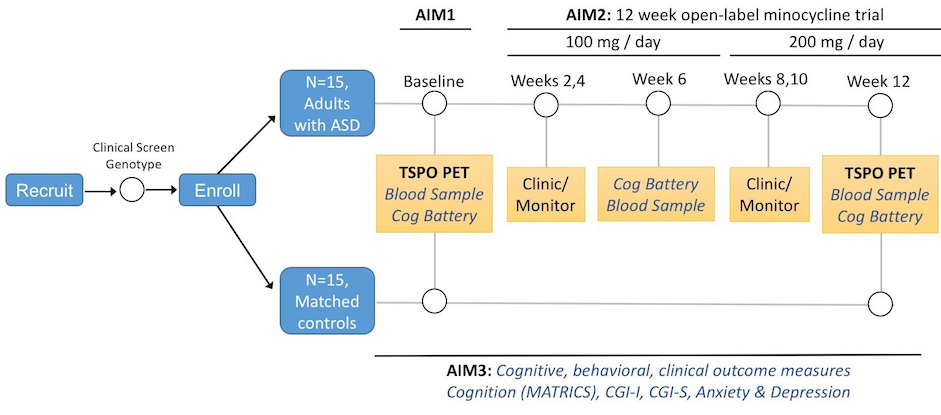 AIM1
AIM2: 12 week open-label minocycline trial
100 mg / day
200 mg / day
Baseline
Weeks 2,4
Week 6
Weeks 8,10
Week 12
N=15,
Adults
with ASD
Clinical Screen
Genotype
Recruit
Enroll
TSPO PET
Blood Sample
Cog Battery
Clinic/
Monitor
Cog Battery
Blood Sample
Clinic/
Monitor
TSPO PET
Blood Sample
Cog Battery
N=15,
Matched
controls
AIM3: Cognitive, behavioral, clinical outcome measures
Cognition (MATRICS), CGI-I, CGI-S, Anxiety & Depression